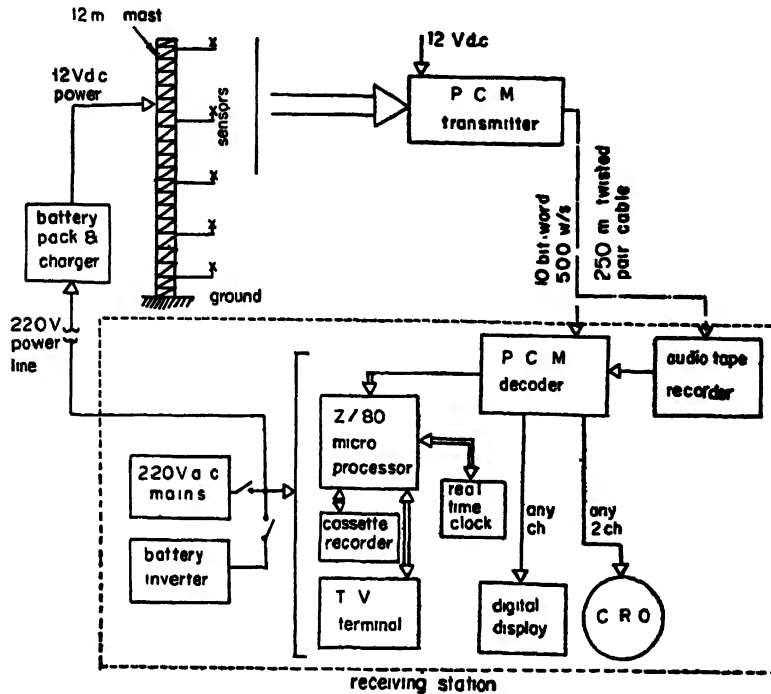 12 m mast
12Vdc
power
sensors
12 Vdc
P C M
transmitter
battery
pack &
charger
ground
10 bit-word
500 w/s
250 m twisted
pair cable
220V
power
line
P C M
decoder
audio tape
recorder
Z/80
micro
processor
220V a c
mains
real
time
clock
cassette
recorder
any
ch
any
2ch
battery
inverter
T V
terminal
digital
display
C R O
receiving station